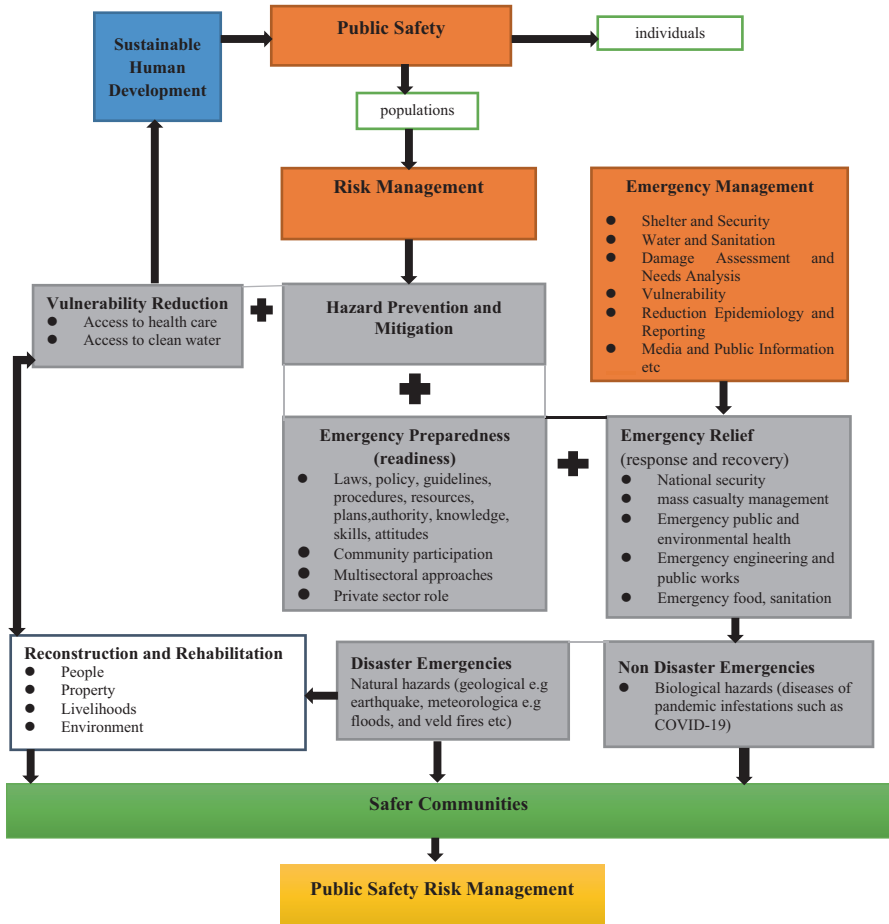 Sustainable
Human
Development
Public Safety
individuals
populations
Risk Management
Emergency Management
● Shelter and Security
● Water and Sanitation
● Damage Assessment and
Needs Analysis
● Vulnerability
● Reduction Epidemiology and
Reporting
● Media and Public Information
etc
Vulnerability Reduction
● Access to health care
● Access to clean water
Hazard Prevention and
Mitigation
Emergency Preparedness
(readiness)
● Laws, policy, guidelines,
procedures, resources,
plans,authority, knowledge,
skills, attitudes
● Community participation
● Multisectoral approaches
● Private sector role
Emergency Relief
(response and recovery)
● National security
● mass casualty management
● Emergency public and
environmental health
● Emergency engineering and
public works
● Emergency food, sanitation
Reconstruction and Rehabilitation
● People
● Property
● Livelihoods
● Environment
Disaster Emergencies
Natural hazards (geological e.g
earthquake, meteorologica e.g
floods, and veld fires etc)
Non Disaster Emergencies
● Biological hazards (diseases of
pandemic infestations such as
COVID-19)
Safer Communities
Public Safety Risk Management